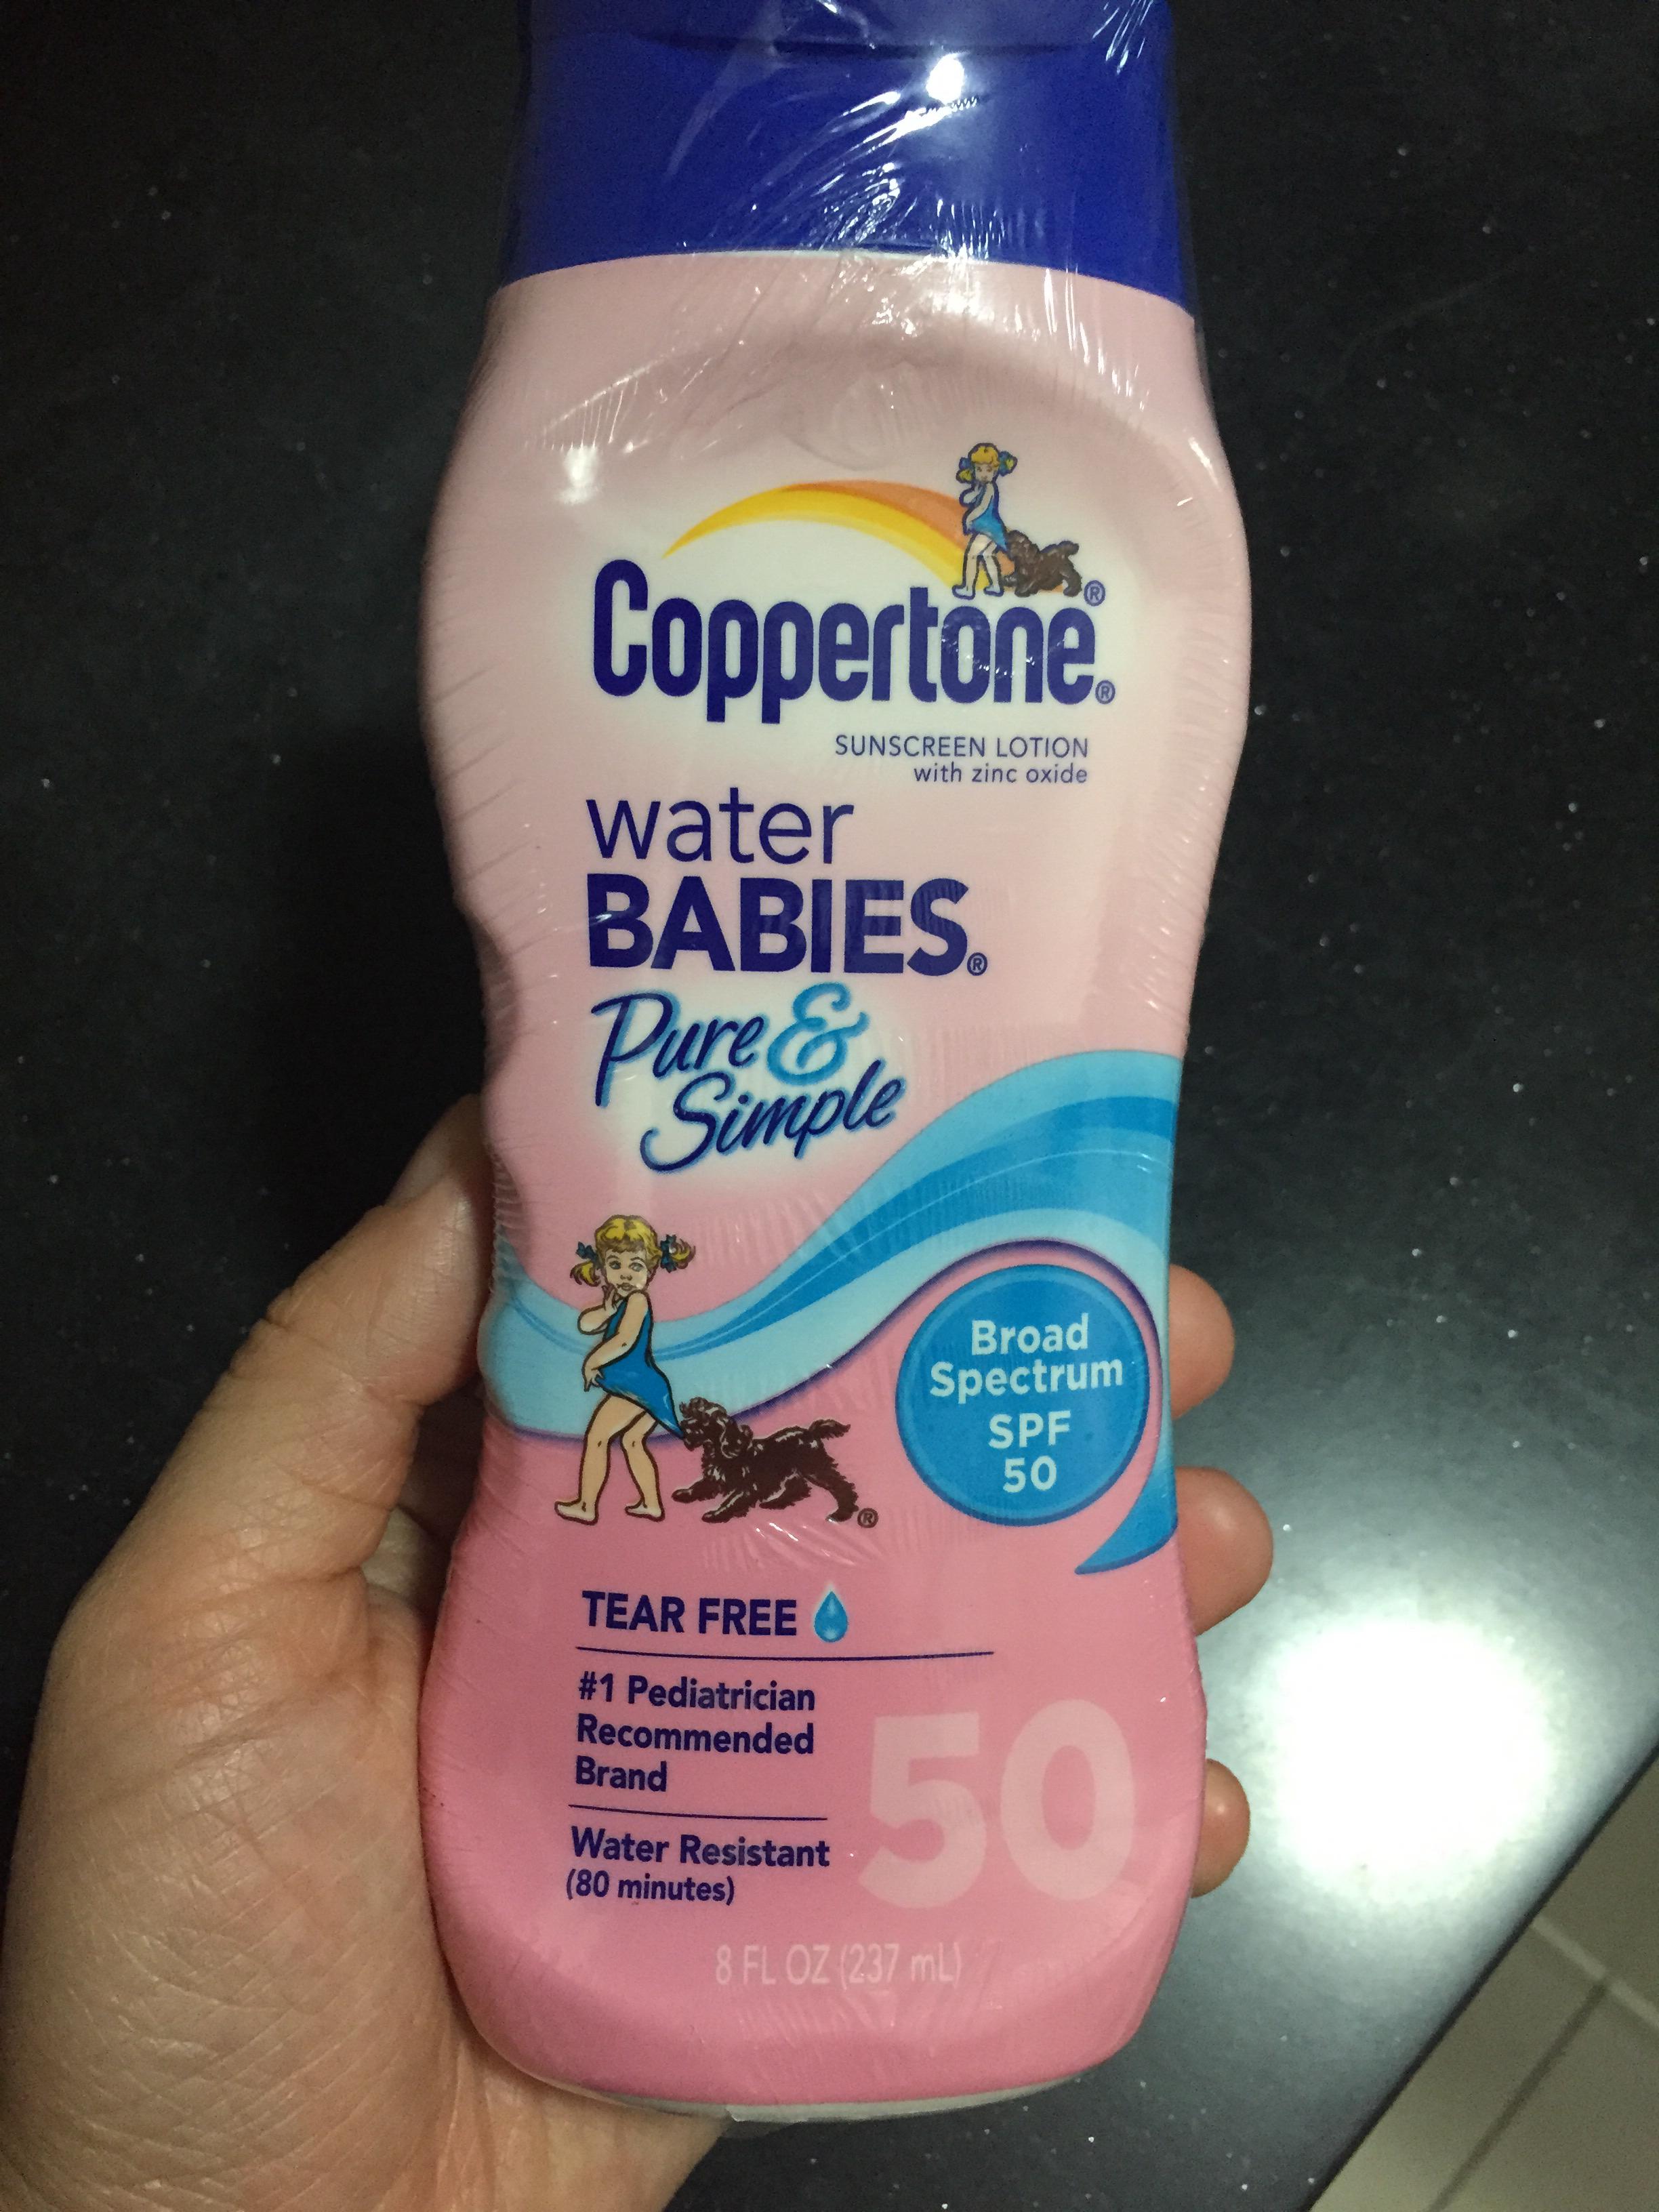 Coppertone®
SUNSCREEN LOTION
with zinc oxide
water
BABIES®
Pure &
Simple
Broad
Spectrum
SPF
50
®
TEAR FREE
#1 Pediatrician
Recommended
Brand
Water Resistant
(80 minutes)
50
8 FL OZ (237 mL)